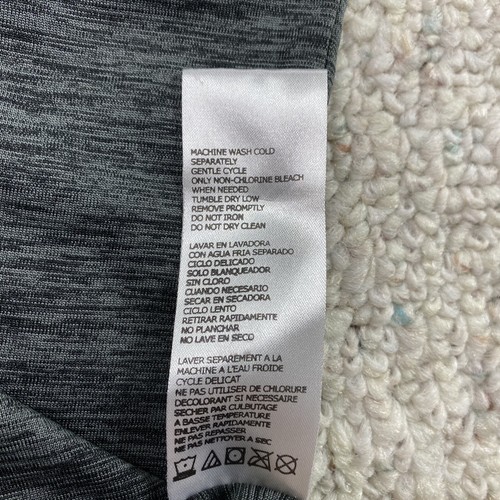 MACHINE WASH COLD
SEPARATELY
GENTLE CYCLE
ONLY NON-CHLORINE BLEACH
WHEN NEEDED
TUMBLE DRY LOW
REMOVE PROMPTLY
DO NOT IRON
DO NOT DRY CLEAN
LAVAR EN LAVADORA
CON AGUA FRIA SEPARADO
CICLO DELICADO
SOLO BLANQUEADOR
SIN CLORO
CUANDO NECESARIO
SECAR EN SECADORA
CICLO LENTO
RETIRAR RAPIDAMENTE
NO PLANCHAR
NO LAVE EN SECO
LAVER SEPAREMENT A LA
MACHINE A L'EAU FROIDE
CYCLE DELICAT
NE PAS UTILISER DE CHLORURE
DECOLORANT SI NECESSAIRE
SECHER PAR CULBUTAGE
A BASSE TEMPERATURE
ENLEVER RAPIDEMENT
NE PAS REPASSER
NE PAS NETTOYER A SEC